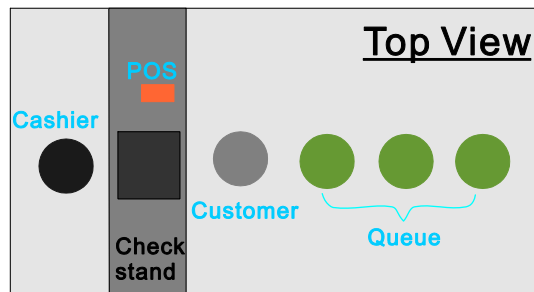 Top View
POS
Cashier
Customer
Queue
Check
stand